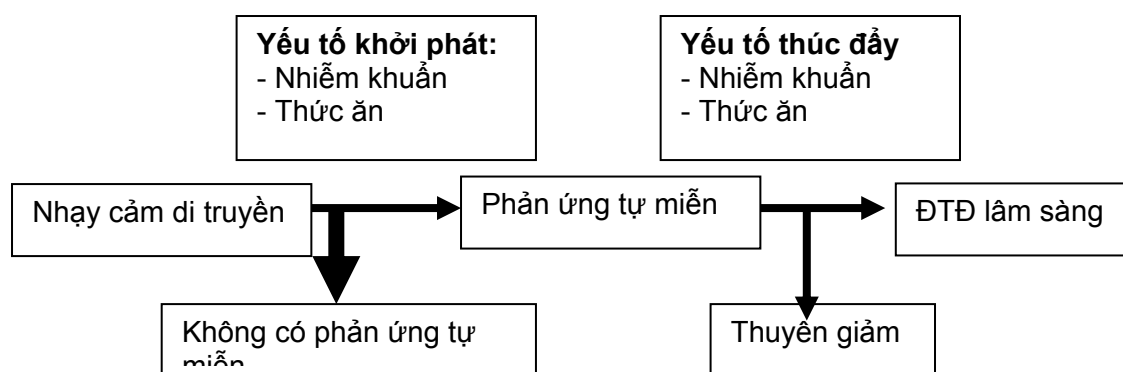 Yếu tố khởi phát:
- Nhiễm khuẩn
- Thức ăn
Yếu tố thúc đẩy
- Nhiễm khuẩn
- Thức ăn
Nhạy cảm di truyền
Phản ứng tự miễn
ĐTĐ lâm sàng
Không có phản ứng tự
miễn
Thuyên giảm